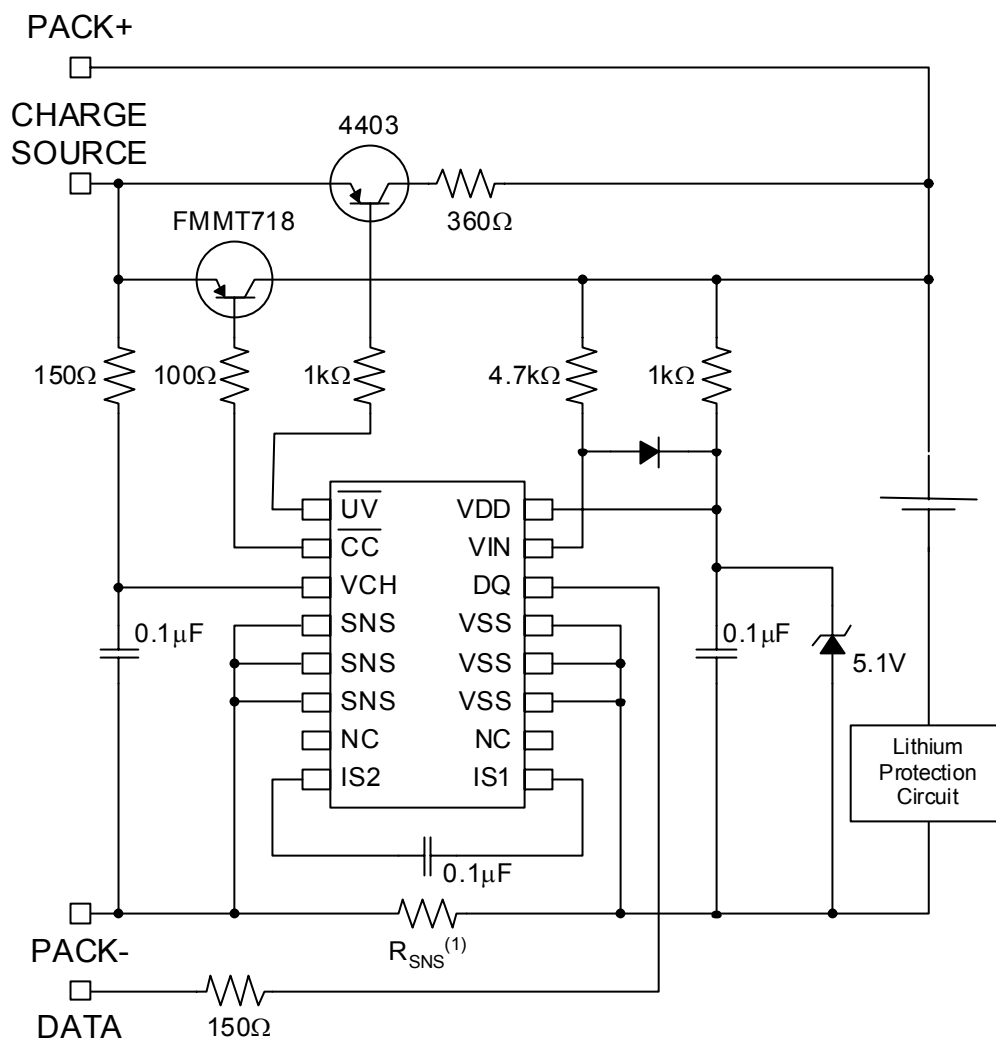 PACK+
CHARGE
SOURCE
4403
360Ω
FMMT718
150Ω
100Ω
1kΩ
4.7kΩ
1kΩ
UV
VDD
CC
VIN
VCH
DQ
SNS
VSS
SNS
VSS
SNS
VSS
NC
NC
IS2
IS1
0.1μF
0.1μF
5.1V
Lithium
Protection
Circuit
0.1μF
PACK-
RSNS(1)
DATA
150Ω